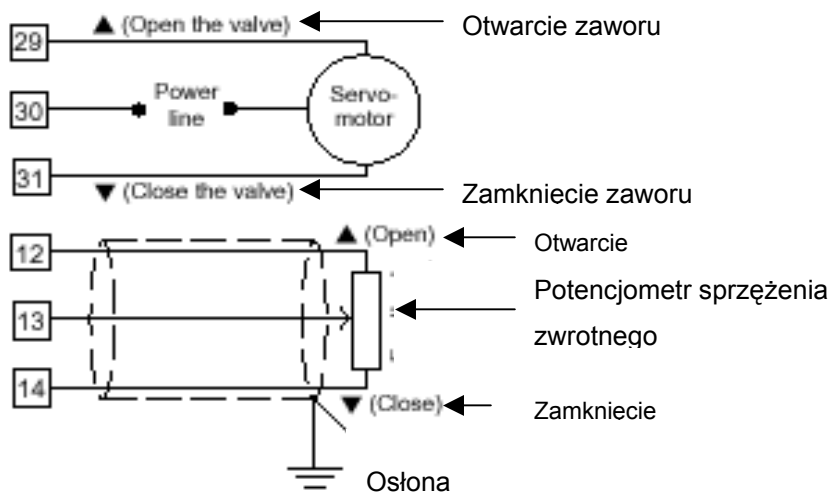 ▲ (Open the valve) Otwarcie zaworu
29
30 Power line Servo-motor
31
▼ (Close the valve) Zamkniecie zaworu
12 ▲ (Open) Otwarcie
13 Potencjometr sprzężenia
zwrotnego
14 ▼ (Close) Zamkniecie
Osłona